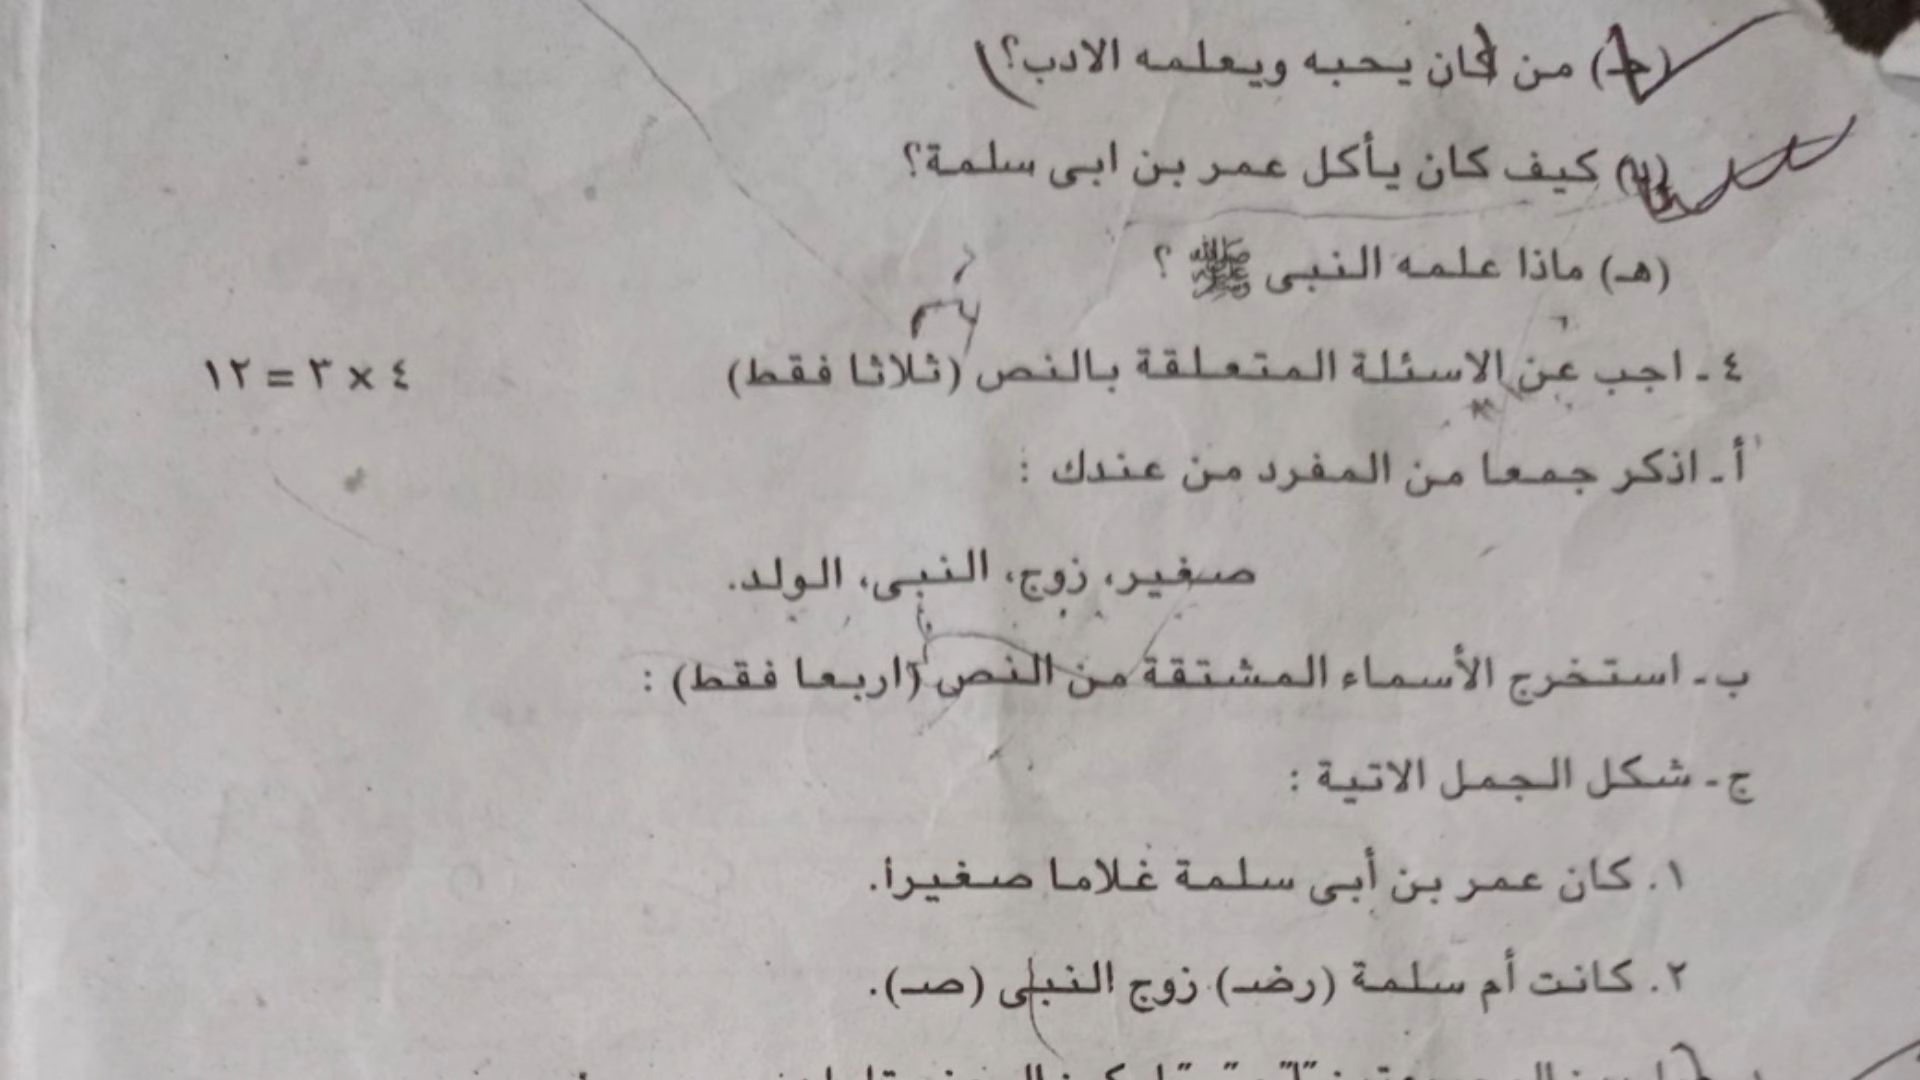 (جـ) من كان يحبه ويعلمه الادب؟
(د) كيف كان يأكل عمر بن ابى سلمة؟
(هـ) ماذا علمه النبى ﷺ ؟
٤ ـ اجب عن الاسئلة المتعلقة بالنص (ثلاثا فقط) ٤ × ٣ = ١٢
أ ـ اذكر جمعا من المفرد من عندك :
صغير، زوج، النبى، الولد.
ب ـ استخرج الأسماء المشتقة من النص (اربعا فقط) :
ج ـ شكل الجمل الاتية :
١. كان عمر بن أبى سلمة غلاما صغيرا.
٢. كانت أم سلمة (رضـ) زوج النبى (صـ).